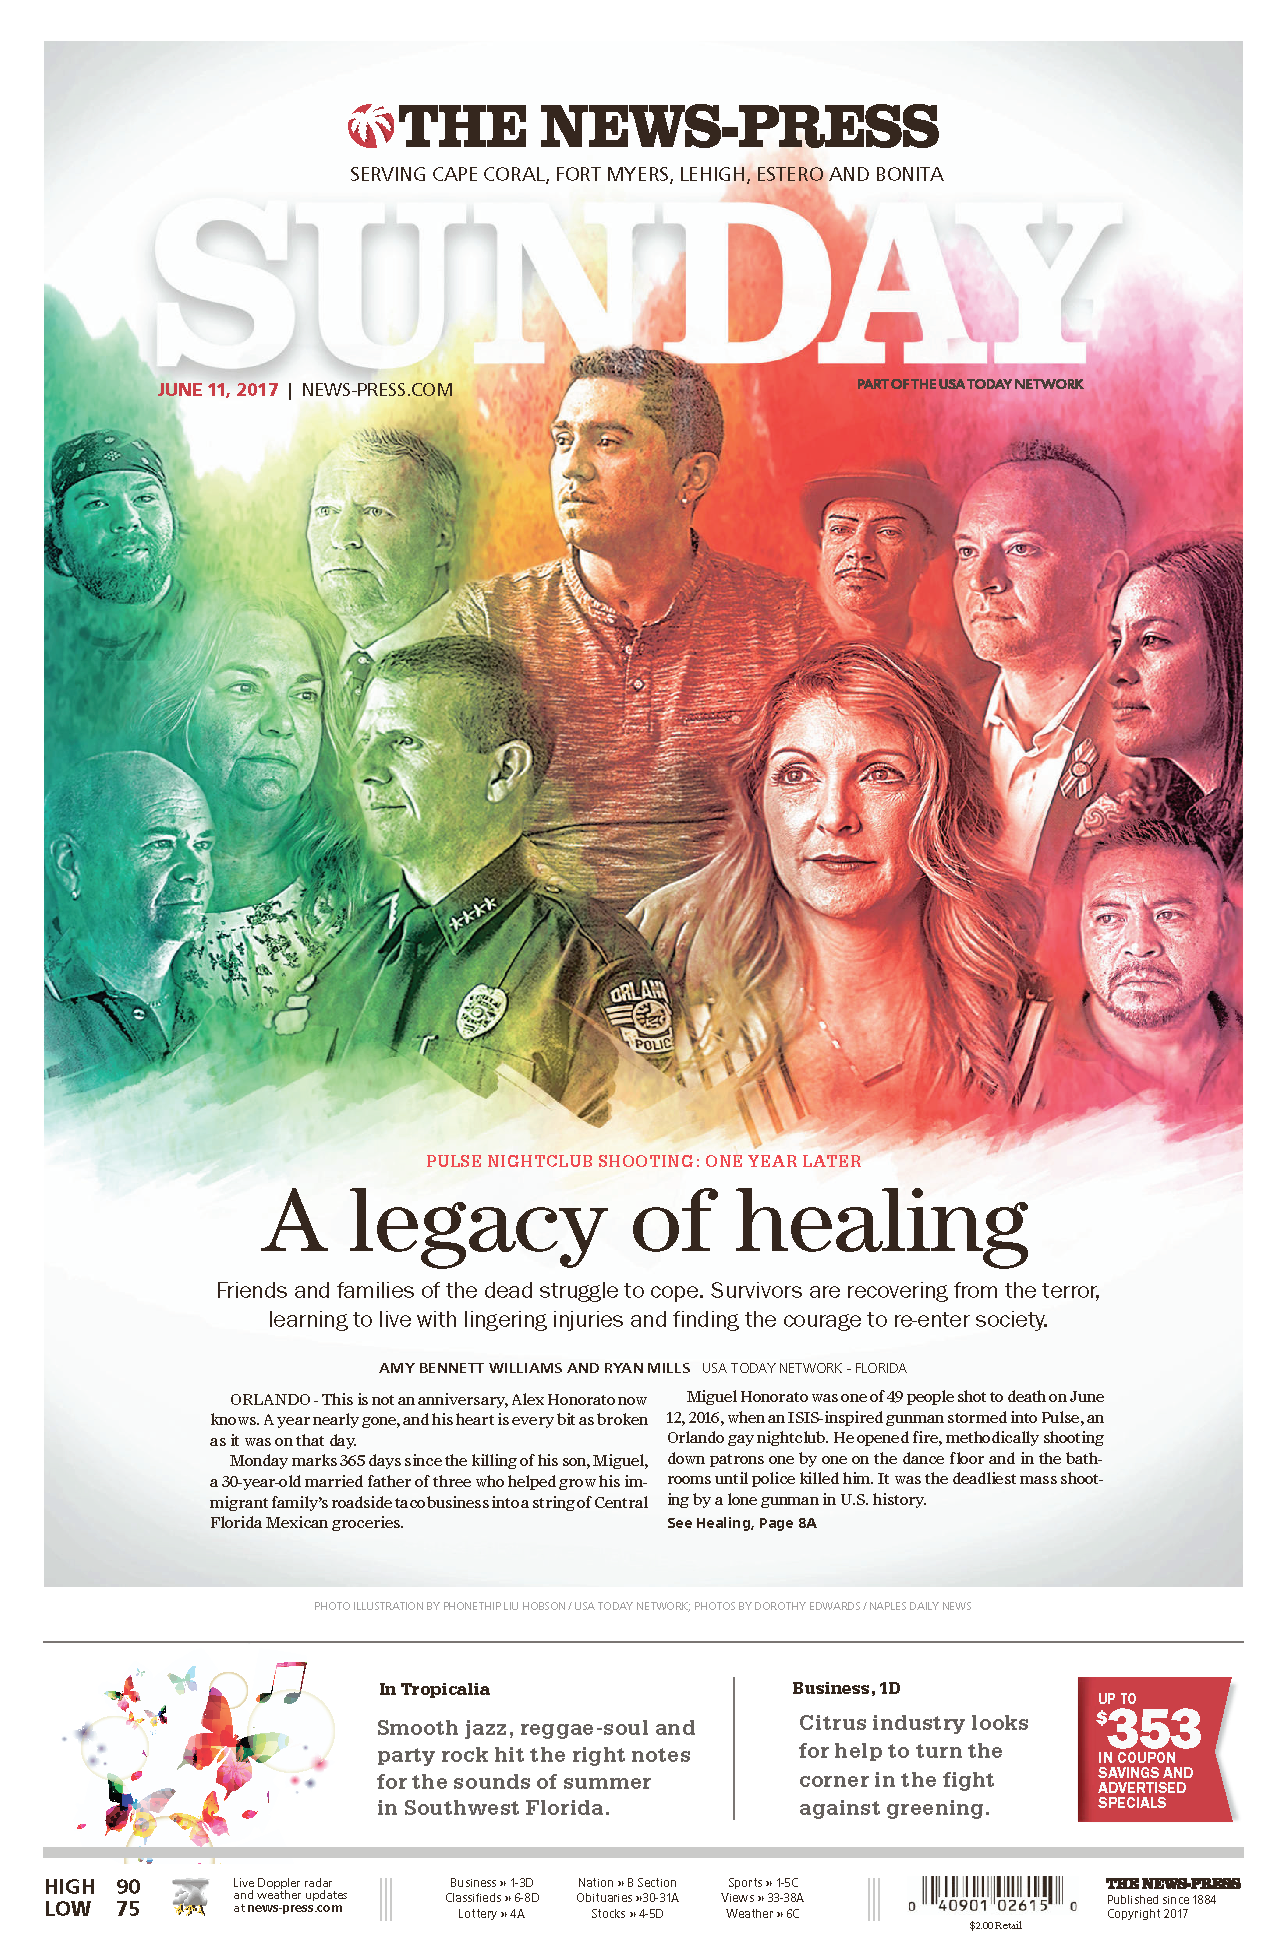 THE NEWS-PRESS
SERVING CAPE CORAL, FORT MYERS, LEHIGH, ESTERO AND BONITA
SUNDAY
JUNE 11, 2017 | NEWS-PRESS.COM
PART OF THE USA TODAY NETWORK
ORLAN
POLIC
PULSE NIGHTCLUB SHOOTING: ONE YEAR LATER
A legacy of healing
Friends and families of the dead struggle to cope. Survivors are recovering from the terror,
learning to live with lingering injuries and finding the courage to re-enter society.
AMY BENNETT WILLIAMS AND RYAN MILLS USA TODAY NETWORK - FLORIDA
ORLANDO - This is not an anniversary, Alex Honorato now
knows. A year nearly gone, and his heart is every bit as broken
as it was on that day.
Monday marks 365 days since the killing of his son, Miguel,
a 30-year-old married father of three who helped grow his im-
migrant family's roadside taco business into a string of Central
Florida Mexican groceries.
Miguel Honorato was one of 49 people shot to death on June
12, 2016, when an ISIS-inspired gunman stormed into Pulse, an
Orlando gay nightclub. He opened fire, methodically shooting
down patrons one by one on the dance floor and in the bath-
rooms until police killed him. It was the deadliest mass shoot-
ing by a lone gunman in U.S. history.
See Healing, Page 8A
PHOTO ILLUSTRATION BY PHONETHIP LIU HOBSON / USA TODAY NETWORK; PHOTOS BY DOROTHY EDWARDS / NAPLES DAILY NEWS
In Tropicalia
Smooth jazz, reggae-soul and
party rock hit the right notes
for the sounds of summer
in Southwest Florida.
Business, 1D
Citrus industry looks
for help to turn the
corner in the fight
against greening.
UP TO
$353
IN COUPON
SAVINGS AND
ADVERTISED
SPECIALS
HIGH 90
LOW 75
Live Doppler radar
and weather updates
at news-press.com
Business » 1-3D
Classifieds » 6-8D
Lottery » 4A
Nation » B Section
Obituaries »30-31A
Stocks » 4-5D
Sports » 1-5C
Views » 33-38A
Weather » 6C
0 40901 02615 0
$2.00 Retail
THE NEWS-PRESS
Published since 1884
Copyright 2017